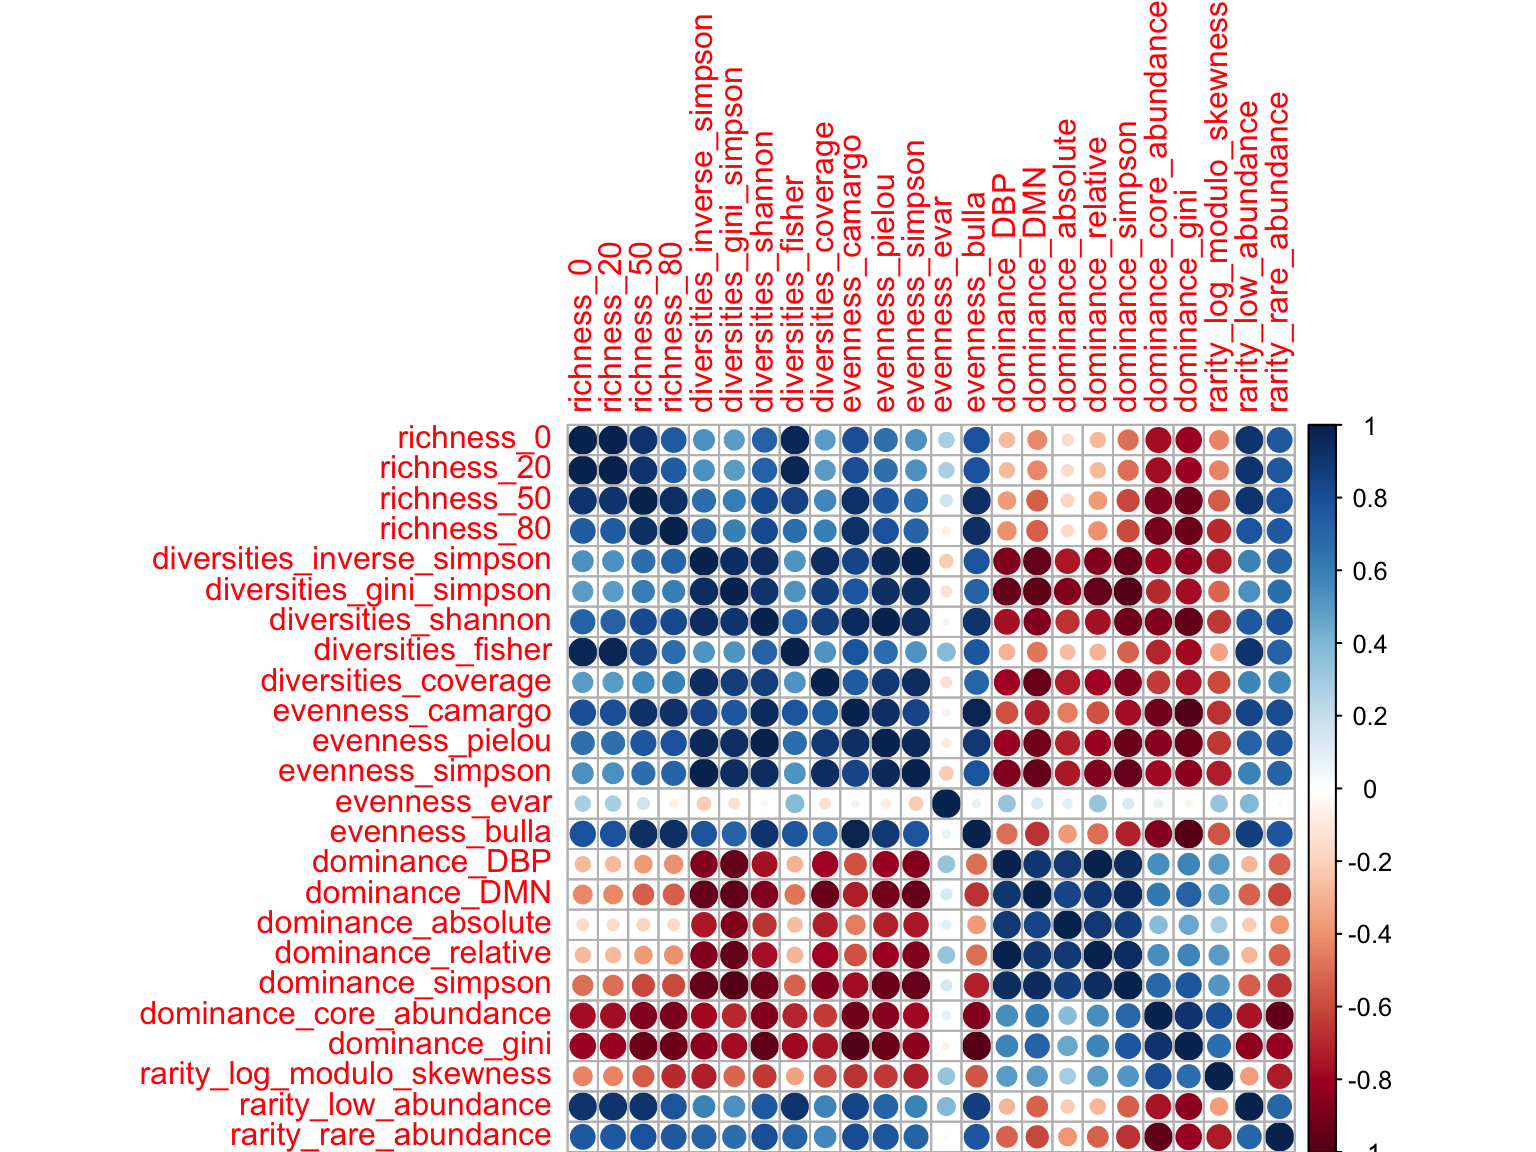 richness_0
richness_20
richness_50
richness_80
diversities_inverse_simpson
diversities_gini_simpson
diversities_shannon
diversities_fisher
diversities_coverage
evenness_camargo
evenness_pielou
evenness_simpson
evenness_evar
evenness_bulla
dominance_DBP
dominance_DMN
dominance_absolute
dominance_relative
dominance_simpson
dominance_core_abundance
dominance_gini
rarity_log_modulo_skewness
rarity_low_abundance
rarity_rare_abundance
richness_0
richness_20
richness_50
richness_80
diversities_inverse_simpson
diversities_gini_simpson
diversities_shannon
diversities_fisher
diversities_coverage
evenness_camargo
evenness_pielou
evenness_simpson
evenness_evar
evenness_bulla
dominance_DBP
dominance_DMN
dominance_absolute
dominance_relative
dominance_simpson
dominance_core_abundance
dominance_gini
rarity_log_modulo_skewness
rarity_low_abundance
rarity_rare_abundance
1
0.8
0.6
0.4
0.2
0
-0.2
-0.4
-0.6
-0.8
-1